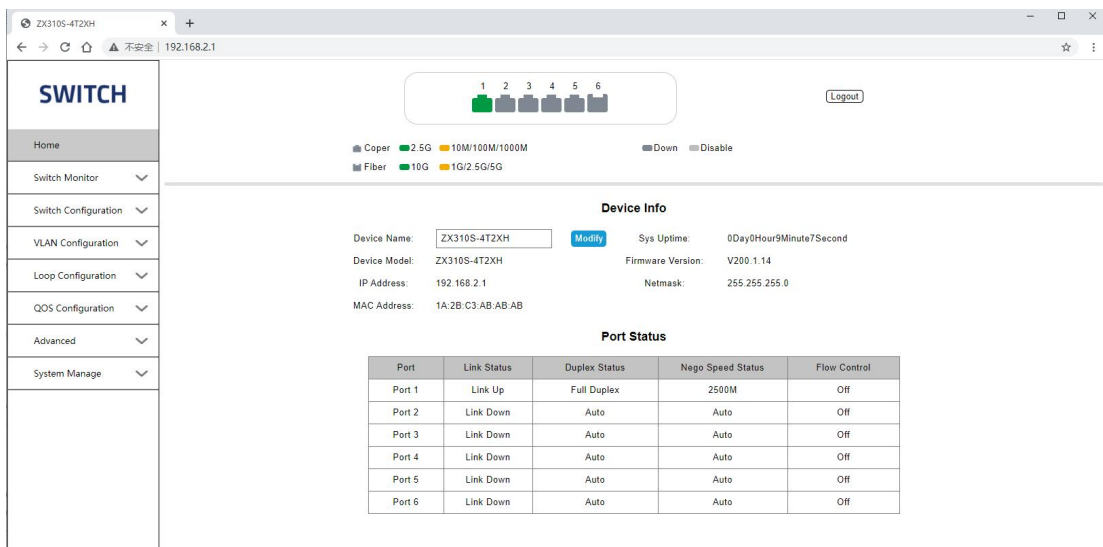 ZX310S-4T2XH
不安全 192.168.2.1
SWITCH
1 2 3 4 5 6
Logout
Home
Coper 2.5G 10M/100M/1000M Down Disable
Fiber 10G 1G/2.5G/5G
Switch Monitor
Switch Configuration
VLAN Configuration
Loop Configuration
QOS Configuration
Advanced
System Manage
Device Info
Device Name: ZX310S-4T2XH Modify Sys Uptime: 0Day0Hour9Minute7Second
Device Model: ZX310S-4T2XH Firmware Version: V200.1.14
IP Address: 192.168.2.1 Netmask: 255.255.255.0
MAC Address: 1A:2B:C3:AB:AB:AB
Port Status
Port Link Status Duplex Status Nego Speed Status Flow Control
Port 1 Link Up Full Duplex 2500M Off
Port 2 Link Down Auto Auto Off
Port 3 Link Down Auto Auto Off
Port 4 Link Down Auto Auto Off
Port 5 Link Down Auto Auto Off
Port 6 Link Down Auto Auto Off